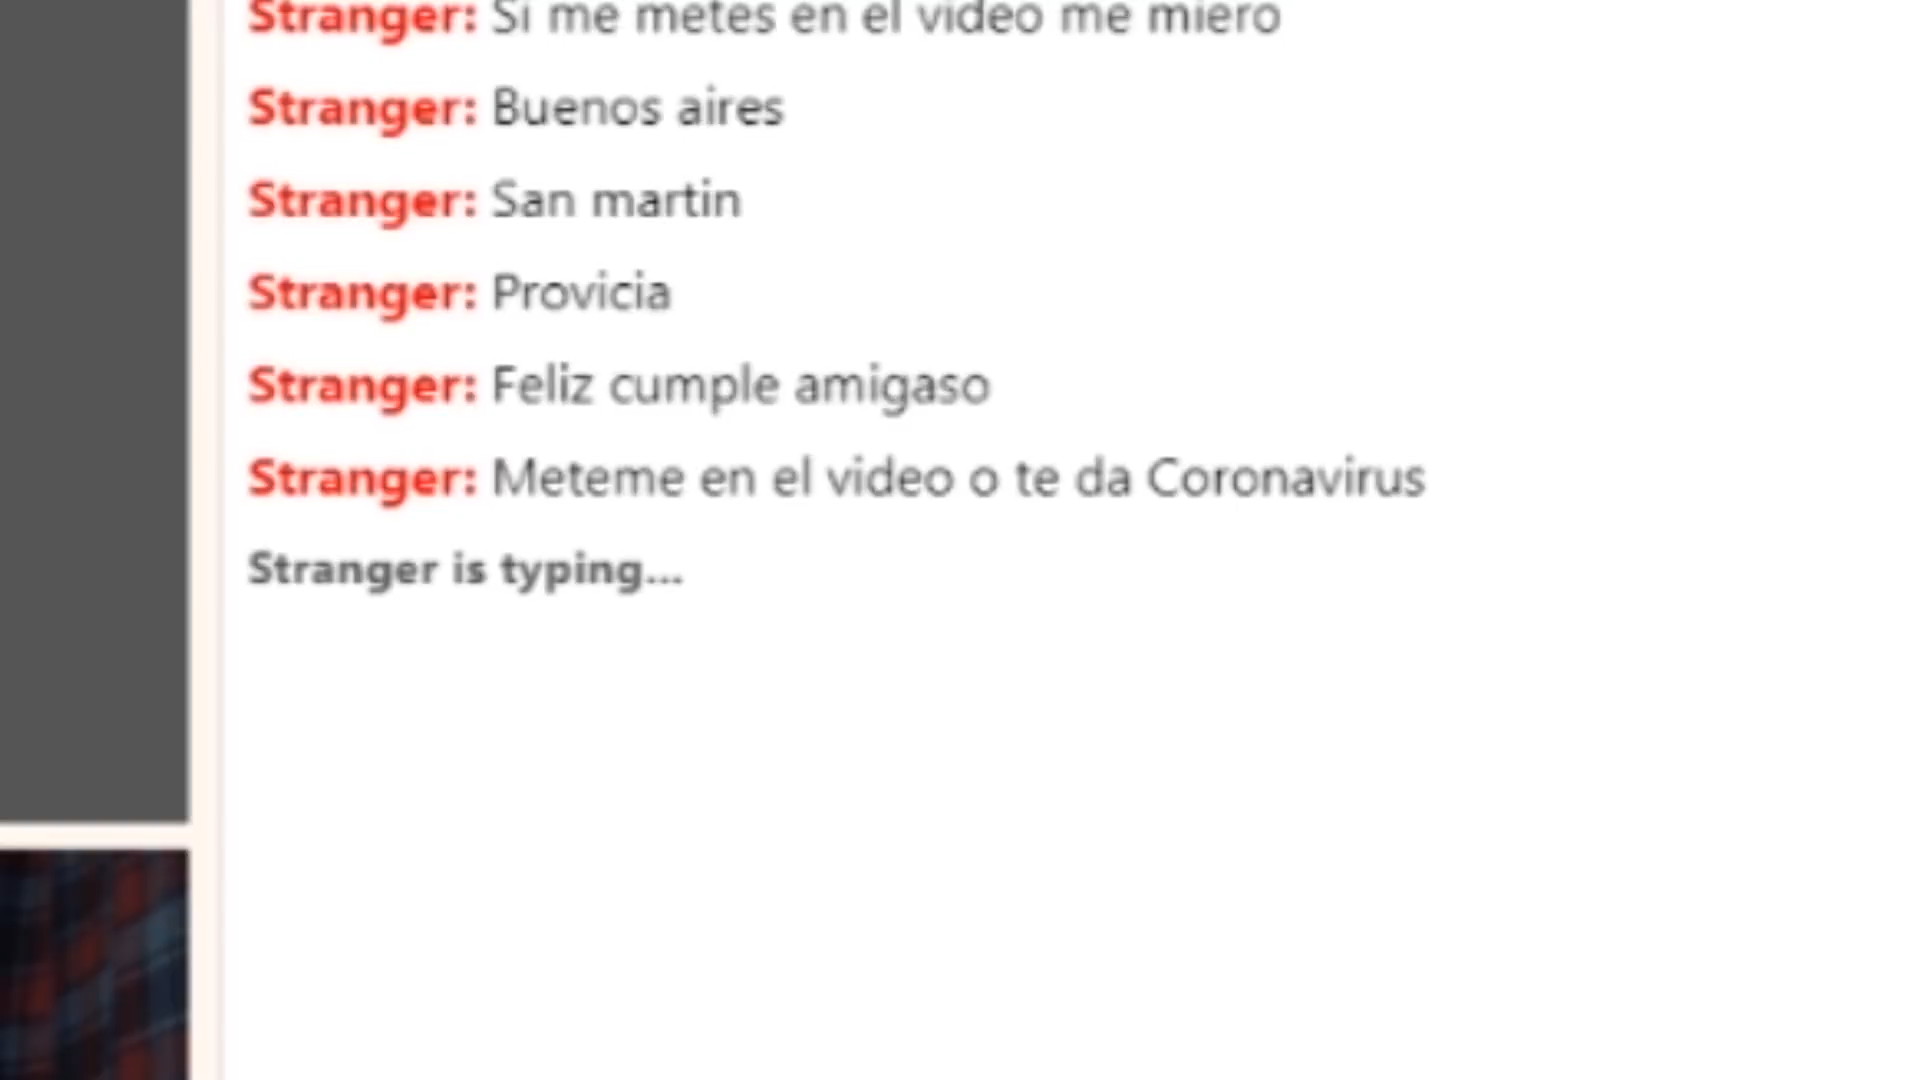 Stranger: Si me metes en el video me miero
Stranger: Buenos aires
Stranger: San martin
Stranger: Provicia
Stranger: Feliz cumple amigaso
Stranger: Meteme en el video o te da Coronavirus
Stranger is typing...